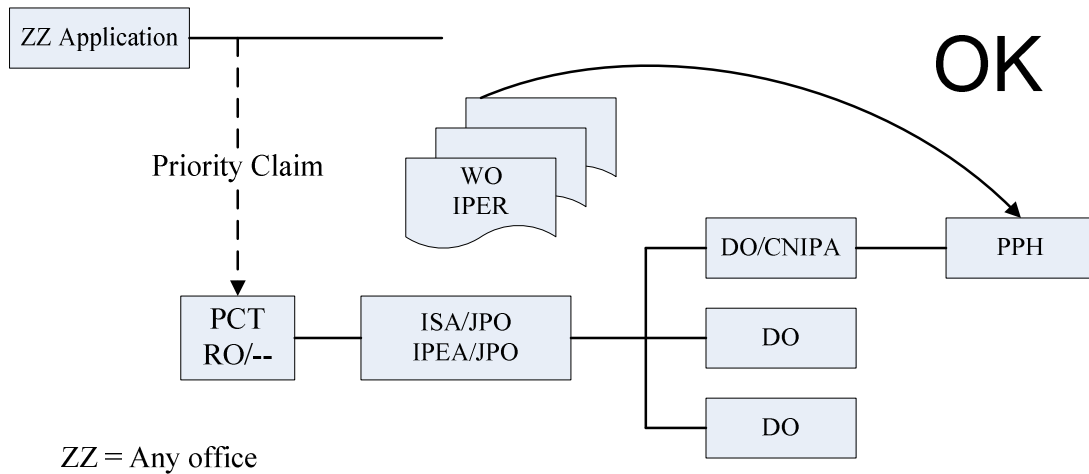 ZZ Application
OK
Priority Claim
WO
IPER
DO/CNIPA
PPH
PCT
RO/--
ISA/JPO
IPEA/JPO
DO
DO
ZZ = Any office